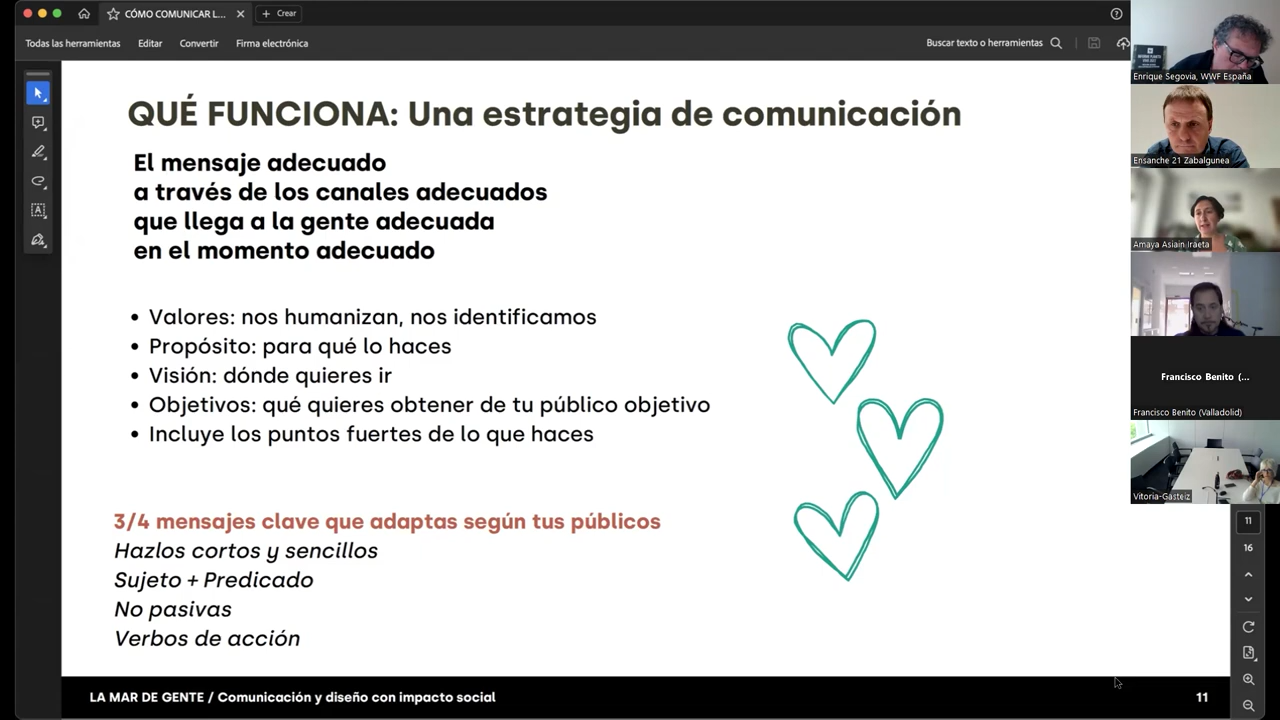 CÓMO COMUNICAR L...
Crear
Todas las herramientas
Editar
Convertir
Firma electrónica
Buscar texto o herramientas
QUÉ FUNCIONA: Una estrategia de comunicación
El mensaje adecuado
a través de los canales adecuados
que llega a la gente adecuada
en el momento adecuado
• Valores: nos humanizan, nos identificamos
• Propósito: para qué lo haces
• Visión: dónde quieres ir
• Objetivos: qué quieres obtener de tu público objetivo
• Incluye los puntos fuertes de lo que haces
3/4 mensajes clave que adaptas según tus públicos
Hazlos cortos y sencillos
Sujeto + Predicado
No pasivas
Verbos de acción
LA MAR DE GENTE / Comunicación y diseño con impacto social
11
Enrique Segovia, WWF España
Ensanche 21 Zabalgunea
Amaya Asiain Iraeta
Francisco Benito (...
Francisco Benito (Valladolid)
Vitoria-Gasteiz
11
16